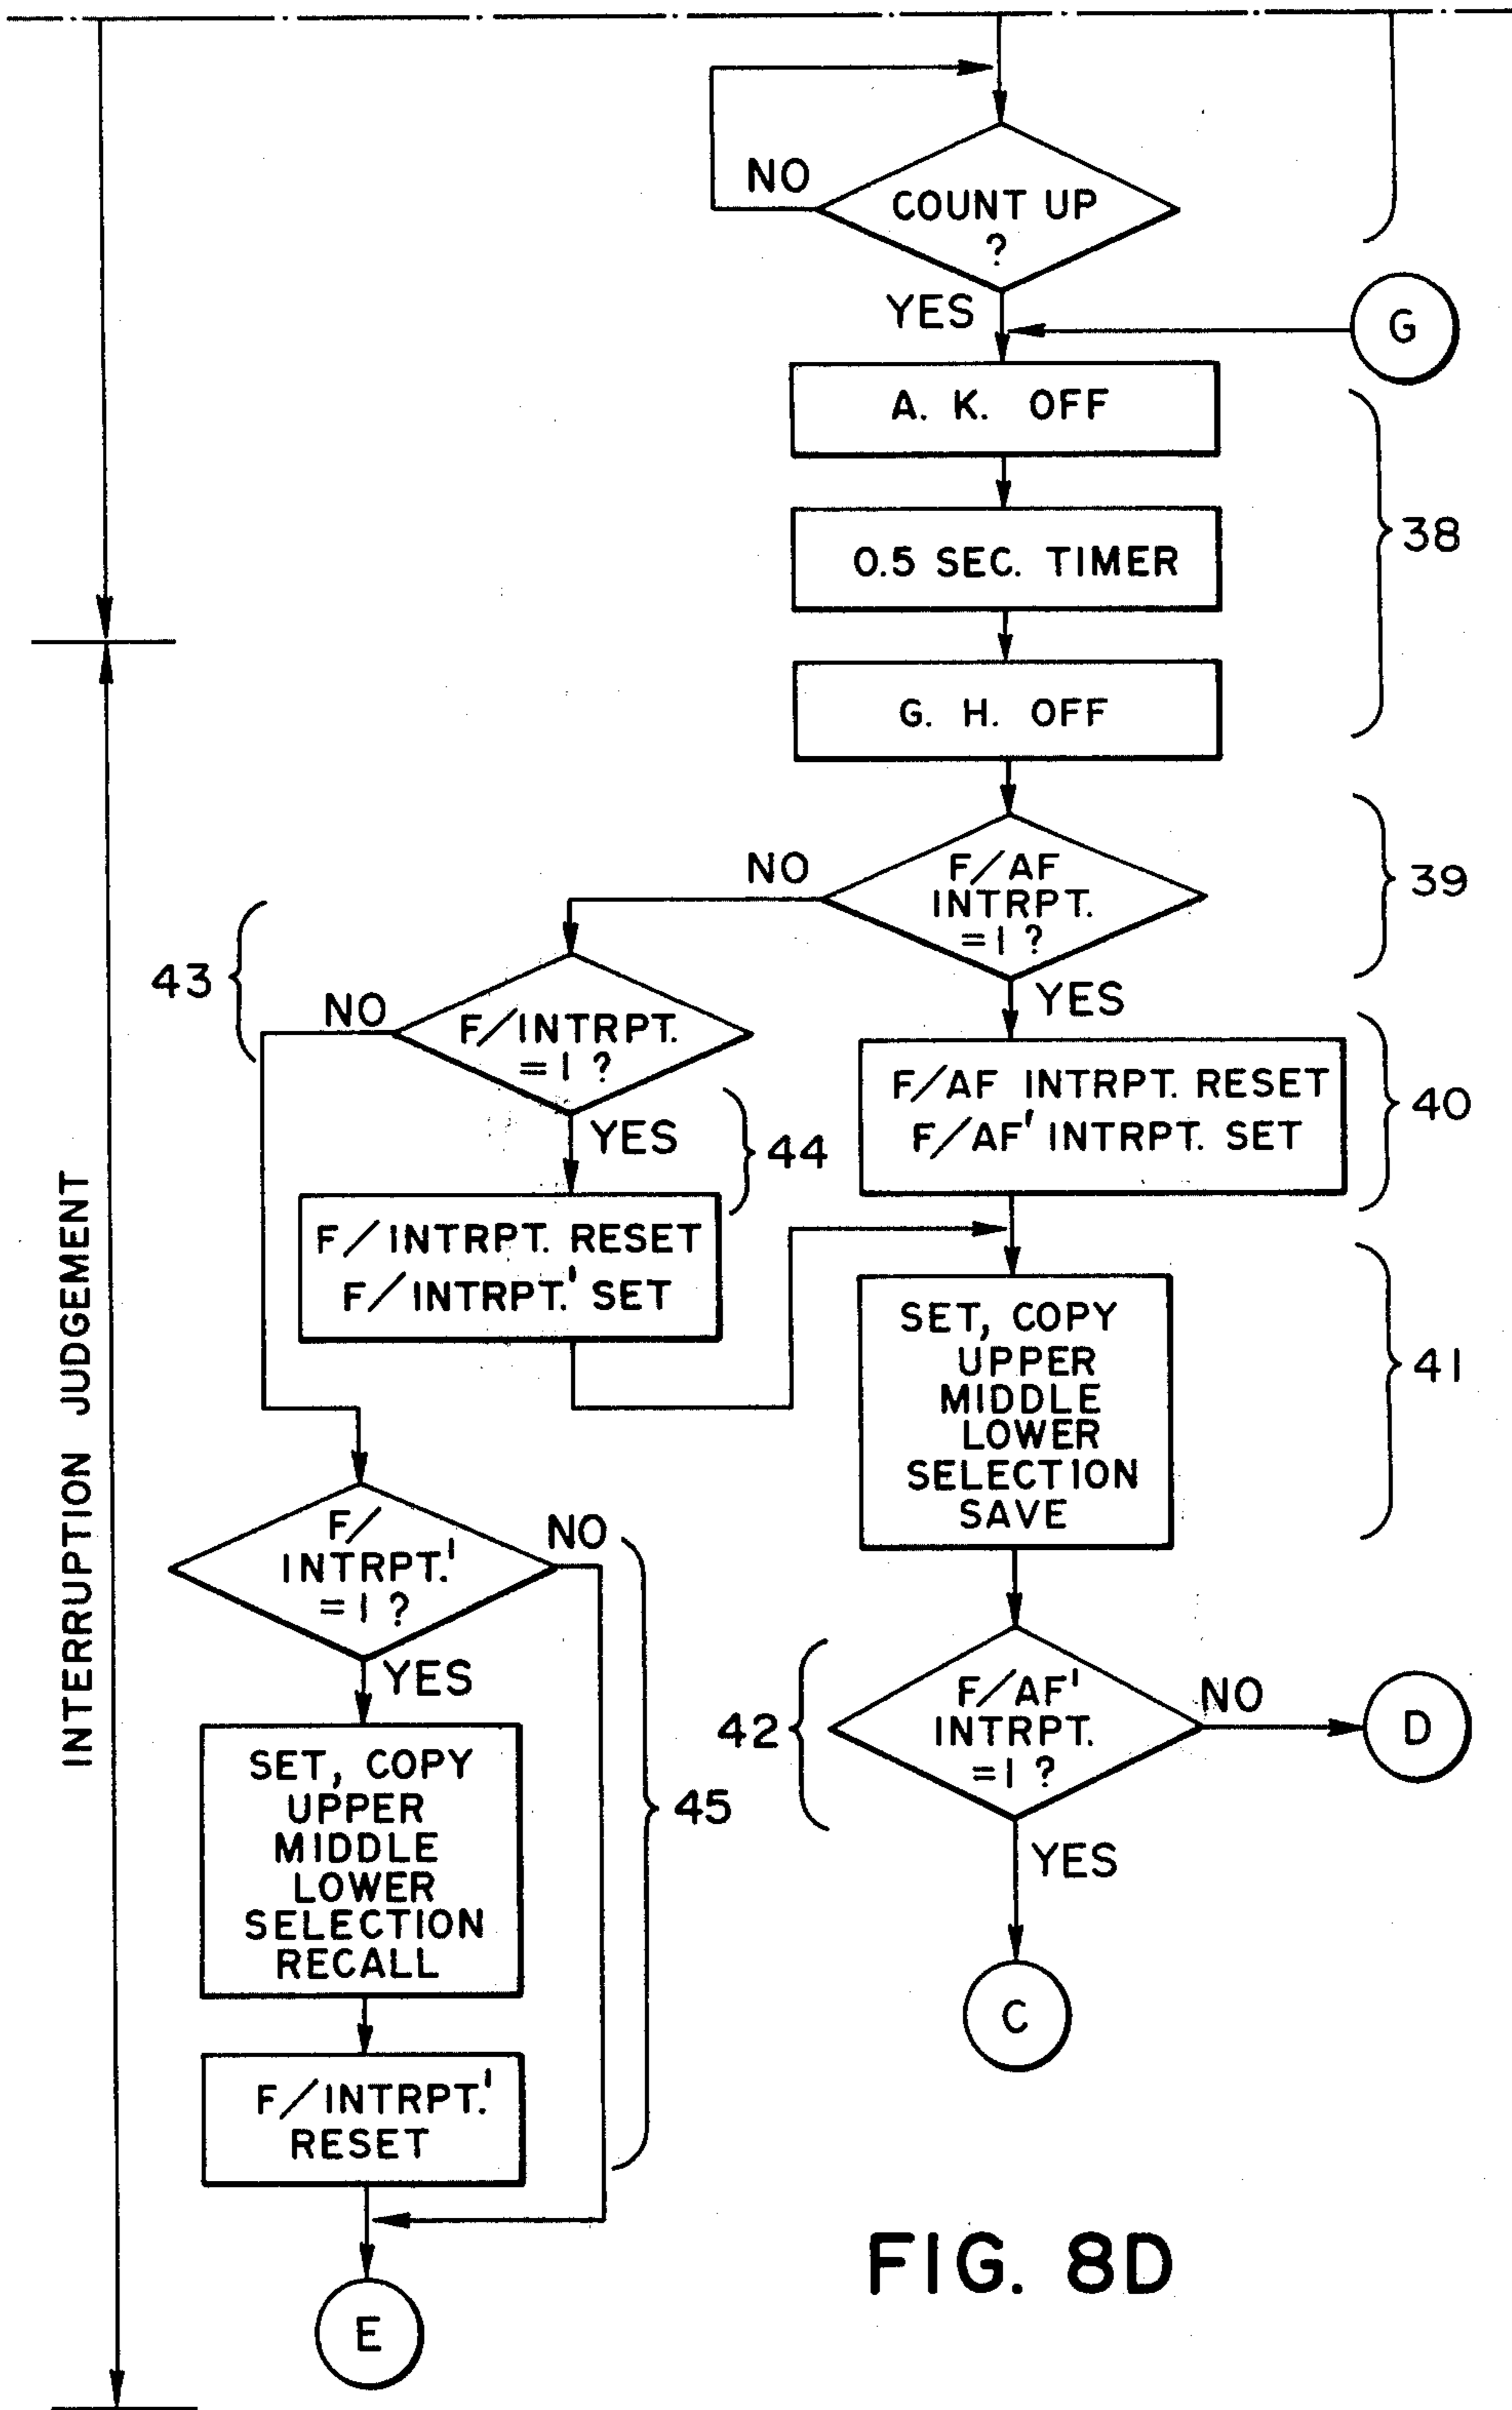 NO
COUNT UP
?
YES
G
A. K. OFF
0.5 SEC. TIMER
38
G. H. OFF
NO
F/AF
INTRPT.
=1 ?
39
43
NO
F/INTRPT.
=1 ?
YES
F/AF INTRPT. RESET
F/AF' INTRPT. SET
40
YES
44
F/INTRPT. RESET
F/INTRPT.' SET
INTERRUPTION JUDGEMENT
SET, COPY
UPPER
MIDDLE
LOWER
SELECTION
SAVE
41
F/
INTRPT.'
=1 ?
NO
YES
42
F/AF'
INTRPT.
=1 ?
NO
D
SET, COPY
UPPER
MIDDLE
LOWER
SELECTION
RECALL
45
YES
C
F/INTRPT.'
RESET
E
FIG. 8D